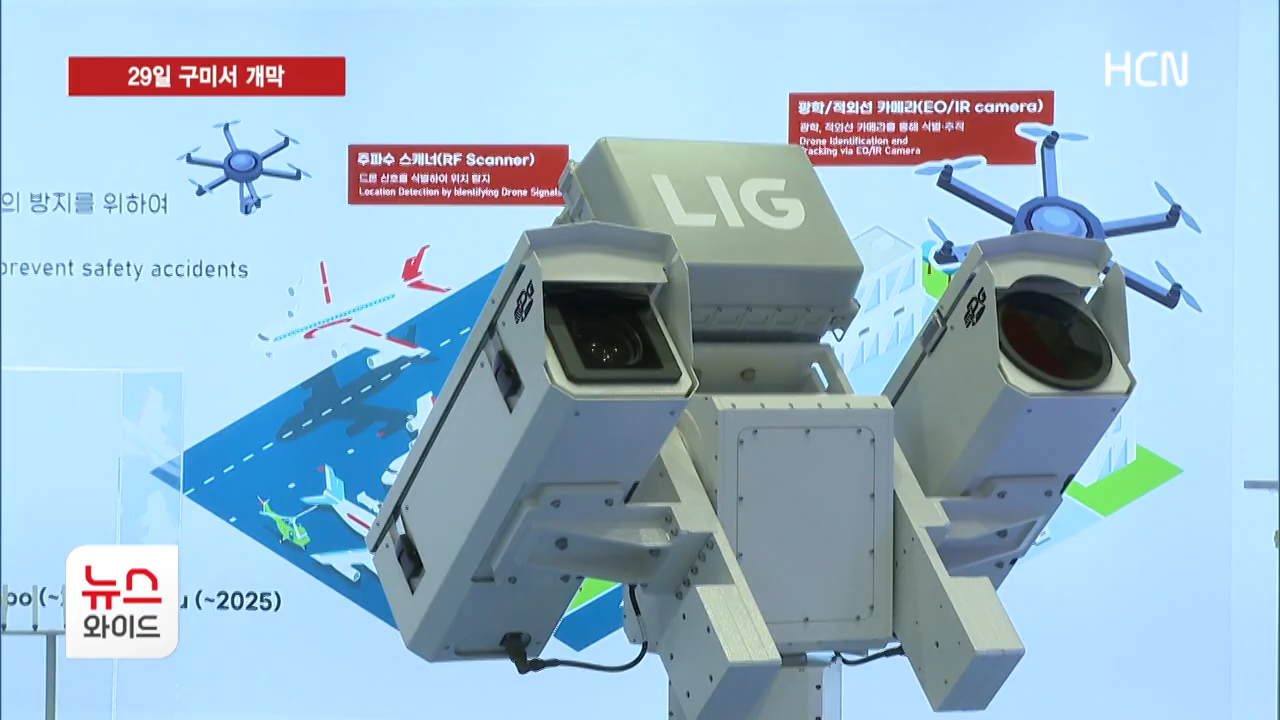 29일 구미서 개막
HCN
광학/적외선 카메라(EO/IR camera)
광학, 적외선 카메라를 통해 식별·추적
Drone Identification and
Tracking via EO/IR Camera
주파수 스캐너(RF Scanner)
드론 신호를 식별하여 위치 탐지
Location Detection by Identifying Drone Signals
LIG
의 방지를 위하여
prevent safety accidents
(~2025)
뉴스
와이드